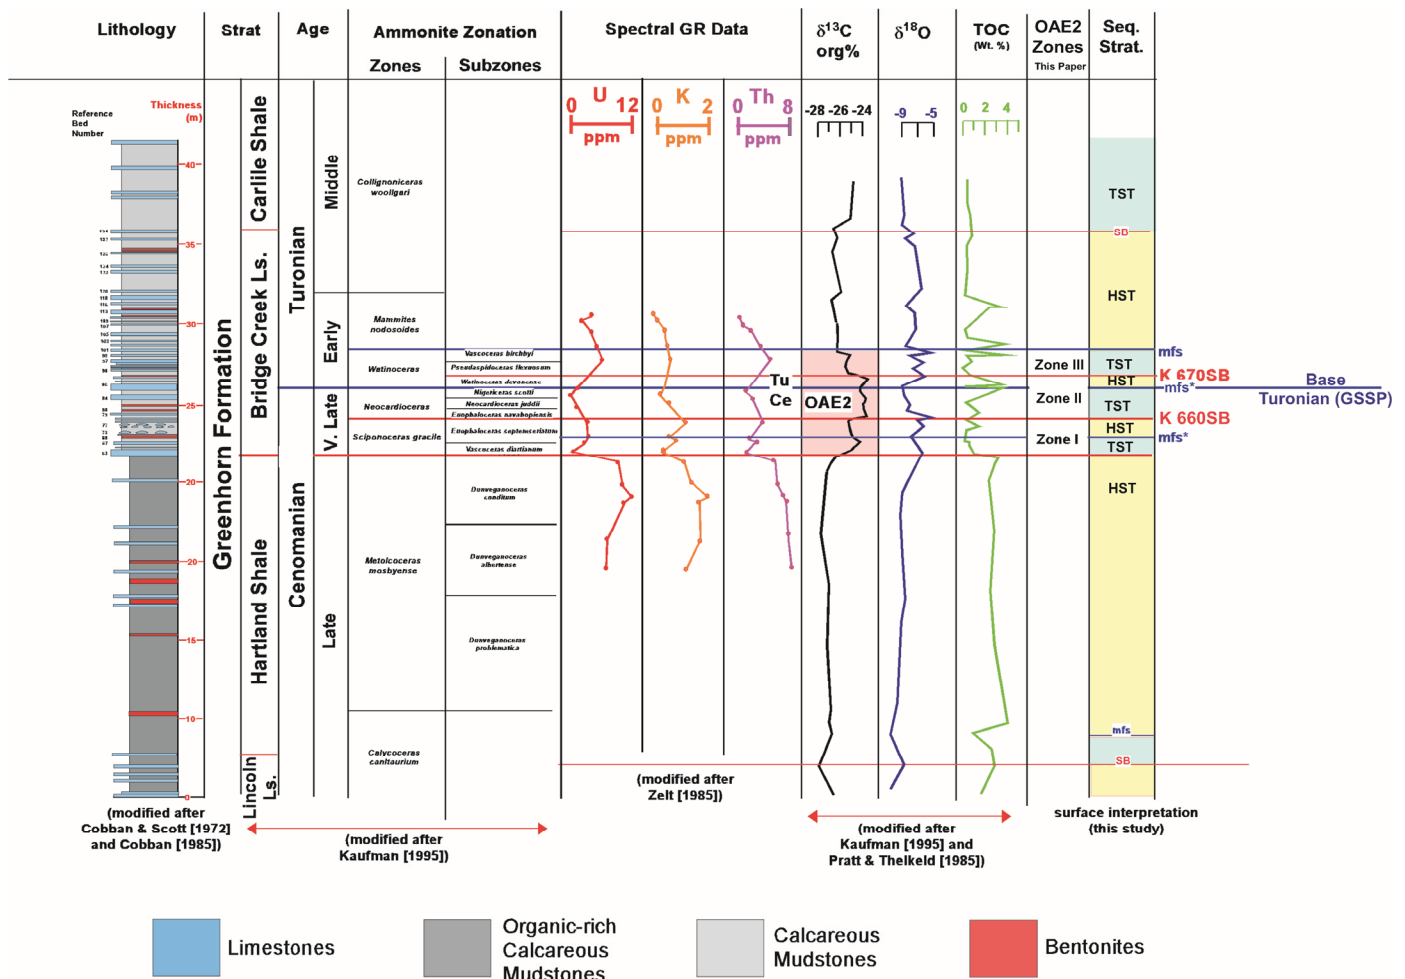 Lithology
Strat
Age
Ammonite Zonation
Zones
Subzones
Spectral GR Data
δ13C
org%
δ18O
TOC
(Wt. %)
OAE2
Zones
This Paper
Seq.
Strat.
Reference
Bed
Number
Thickness
(m)
0 U 12
ppm
0 K 2
ppm
0 Th 8
ppm
-28 -26 -24
-9 -5
0 2 4
40
35
30
25
20
20
15
10
0
Greenhorn Formation
Carlile Shale
Bridge Creek Ls.
Hartland Shale
Lincoln
Ls.
Turonian
Cenomanian
Middle
Early
V. Late
Late
Collignoniceras
woollgari
Mammites
nodosoides
Watinoceras
Neocardioceras
Sciponoceras gracile
Metoicoceras
mosbyense
Calycoceras
canitaurium
Vascoceras birchbyi
Pseudaspidoceras flexuosum
Watinoceras devonense
Nigericeras scotti
Neocardioceras juddii
Euomphaloceras septemseriatum
Vascoceras diartianum
Dunveganoceras
conditum
Dunveganoceras
albertense
Dunveganoceras
problematica
Tu
Ce
OAE2
Zone III
Zone II
Zone I
TST
SB
HST
TST
HST
TST
HST
TST
HST
mfs
SB
mfs
K 670SB
mfs*
K 660SB
mfs*
Base
Turonian (GSSP)
(modified after
Cobban & Scott [1972]
and Cobban [1985])
(modified after
Kaufman [1995])
(modified after
Zelt [1985])
(modified after
Kaufman [1995] and
Pratt & Thelkeld [1985])
surface interpretation
(this study)
Limestones
Organic-rich
Calcareous
Mudstones
Calcareous
Mudstones
Bentonites